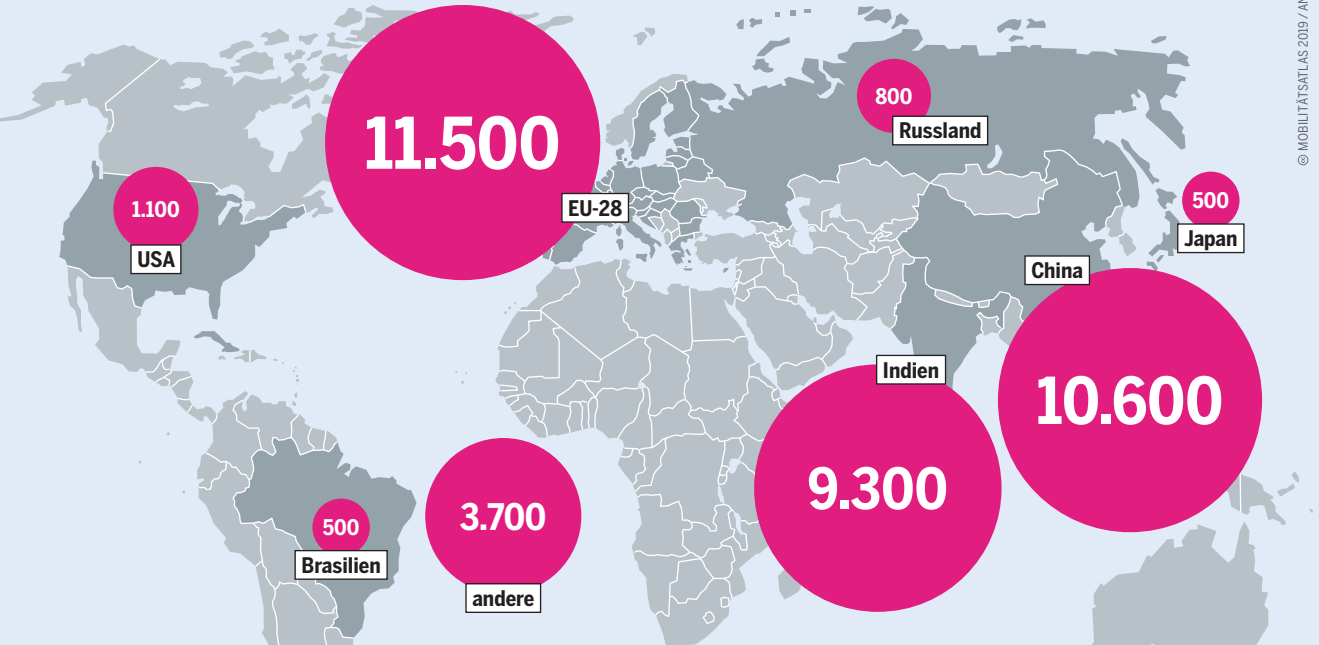 11.500
EU-28
800
Russland
1.100
USA
500
Japan
China
10.600
Indien
9.300
3.700
andere
500
Brasilien
© MOBILITÄTSATLAS 2019 /